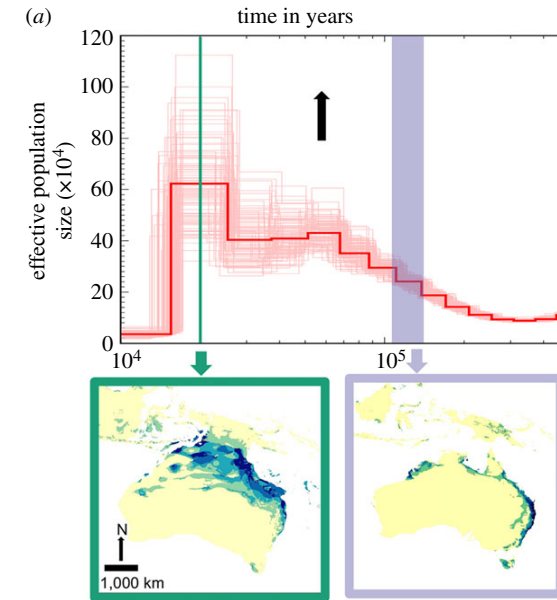 (a) time in years
120
100
80
60
40
20
0
effective population
size (×10⁴)
10⁴ 10⁵
N
1,000 km